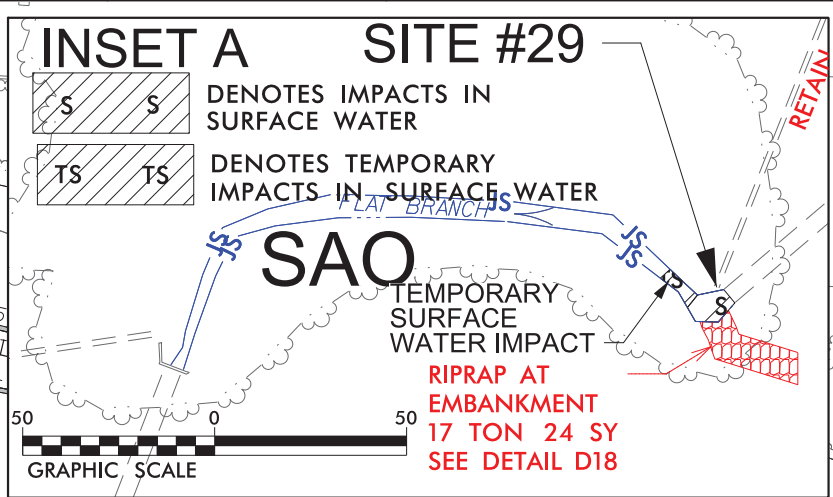 INSET A
SITE #29
RETAIN
S S
DENOTES IMPACTS IN
SURFACE WATER
TS TS
DENOTES TEMPORARY
IMPACTS IN SURFACE WATER
FLAT BRANCH
JS
JS
JS
JS
JS
SAO
S
TEMPORARY
SURFACE
WATER IMPACT
RIPRAP AT
EMBANKMENT
17 TON 24 SY
SEE DETAIL D18
50 0 50
GRAPHIC SCALE